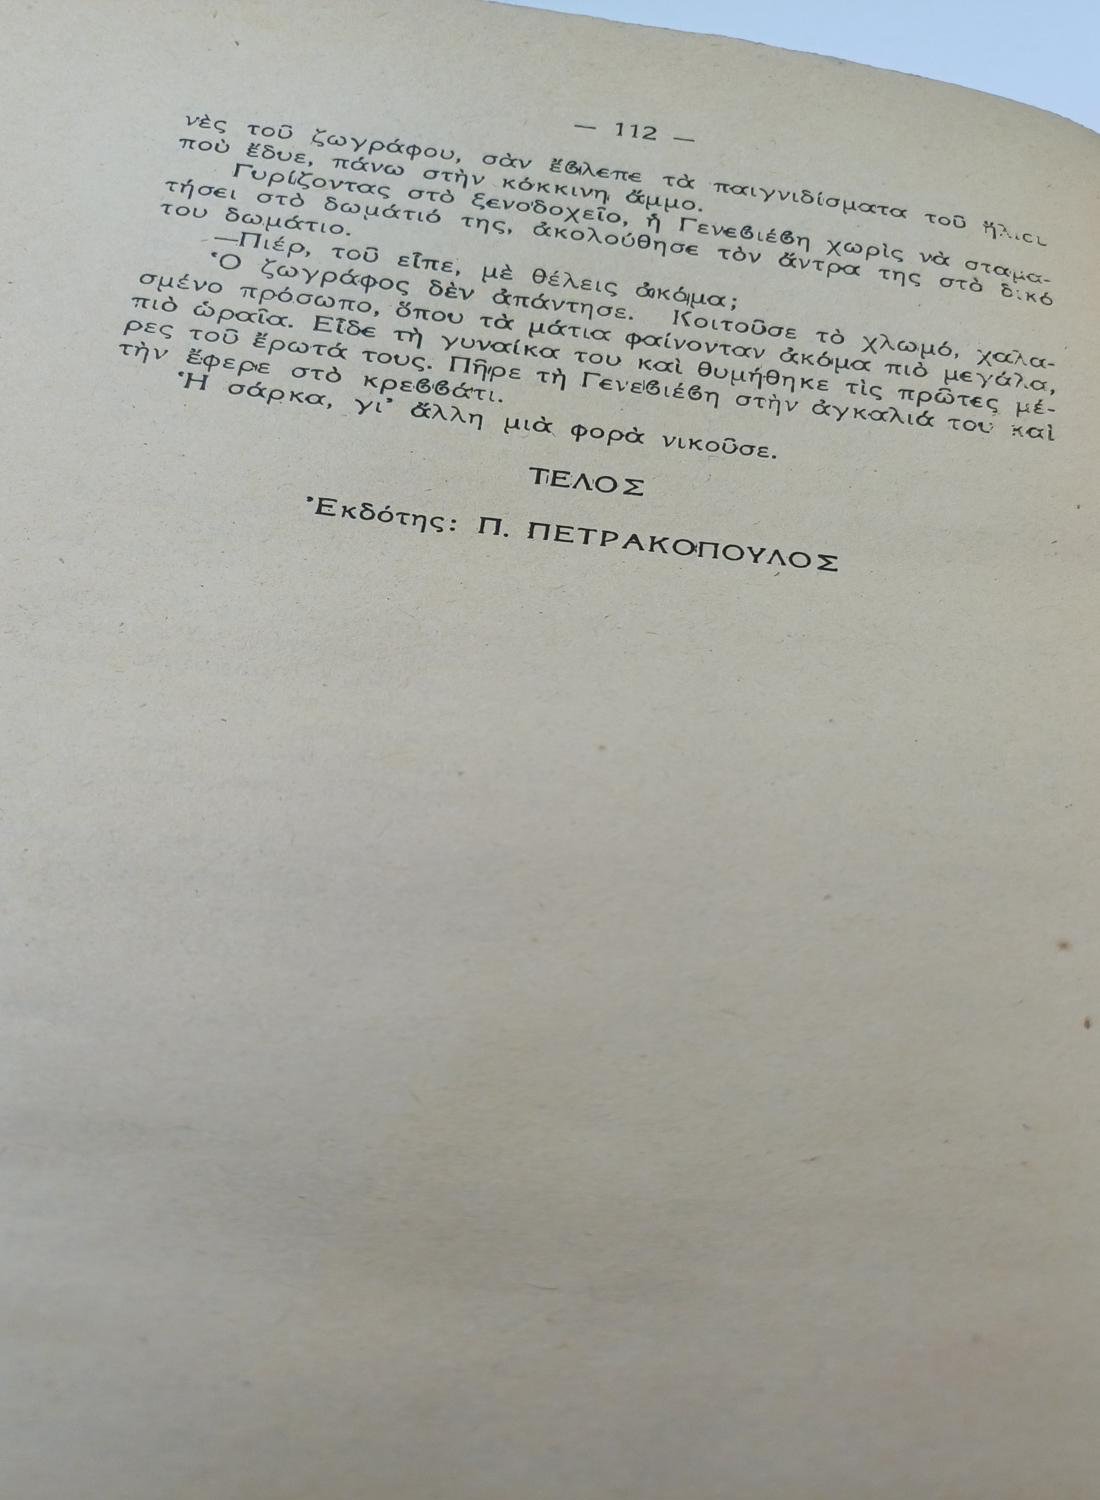 — 112 —
νὲς τοῦ ζωγράφου, σὰν ἔβλεπε τὰ παιγνιδίσματα τοῦ
ποὺ ἔδυε, πάνω στὴν κόκκινη ἄμμο.
Γυρίζοντας στὸ ξενοδοχεῖο, ἡ Γενεβιέβη χωρὶς νὰ σταμα-
τήσει στὸ δωμάτιό της, ἀκολούθησε τὸν ἄντρα της στὸ δικό
του δωμάτιο.
—Πιέρ, τοῦ εἶπε, μὲ θέλεις ἀκόμα;
Ὁ ζωγράφος δὲν ἀπάντησε. Κοιτοῦσε τὸ χλωμό, χαλα-
σμένο πρόσωπο, ὅπου τὰ μάτια φαίνονταν ἀκόμα πιὸ μεγάλα,
πιὸ ὡραῖα. Εἶδε τὴ γυναίκα του καὶ θυμήθηκε τὶς πρῶτες μέ-
ρες τοῦ ἔρωτά τους. Πῆρε τὴ Γενεβιέβη στὴν ἀγκαλιά του καὶ
τὴν ἔφερε στὸ κρεββάτι.
Ἡ σάρκα, γι’ ἄλλη μιὰ φορὰ νικοῦσε.
ΤΕΛΟΣ
Ἐκδότης: Π. ΠΕΤΡΑΚΟΠΟΥΛΟΣ